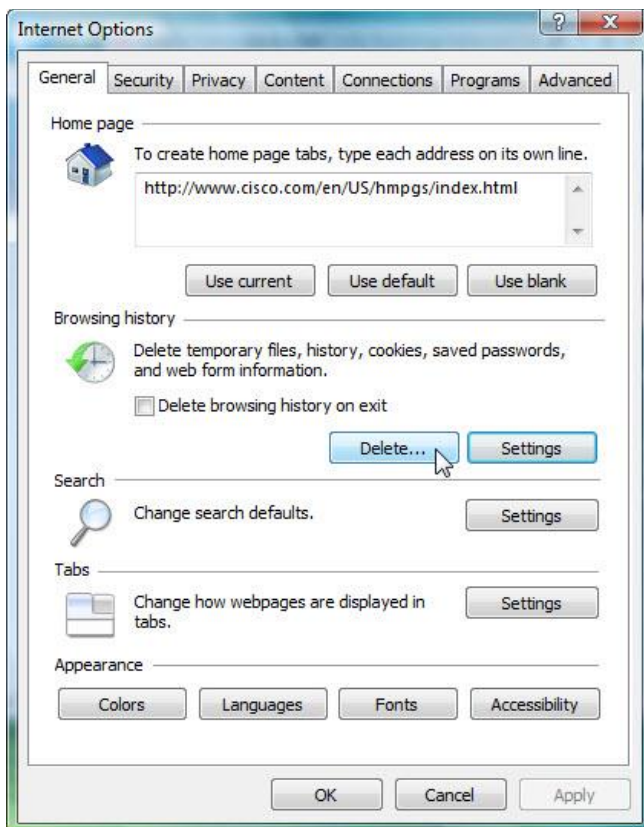 Internet Options
General Security Privacy Content Connections Programs Advanced
Home page
To create home page tabs, type each address on its own line.
http://www.cisco.com/en/US/hmpgs/index.html
Use current Use default Use blank
Browsing history
Delete temporary files, history, cookies, saved passwords,
and web form information.
Delete browsing history on exit
Delete... Settings
Search
Change search defaults.
Settings
Tabs
Change how webpages are displayed in
tabs.
Settings
Appearance
Colors Languages Fonts Accessibility
OK Cancel Apply